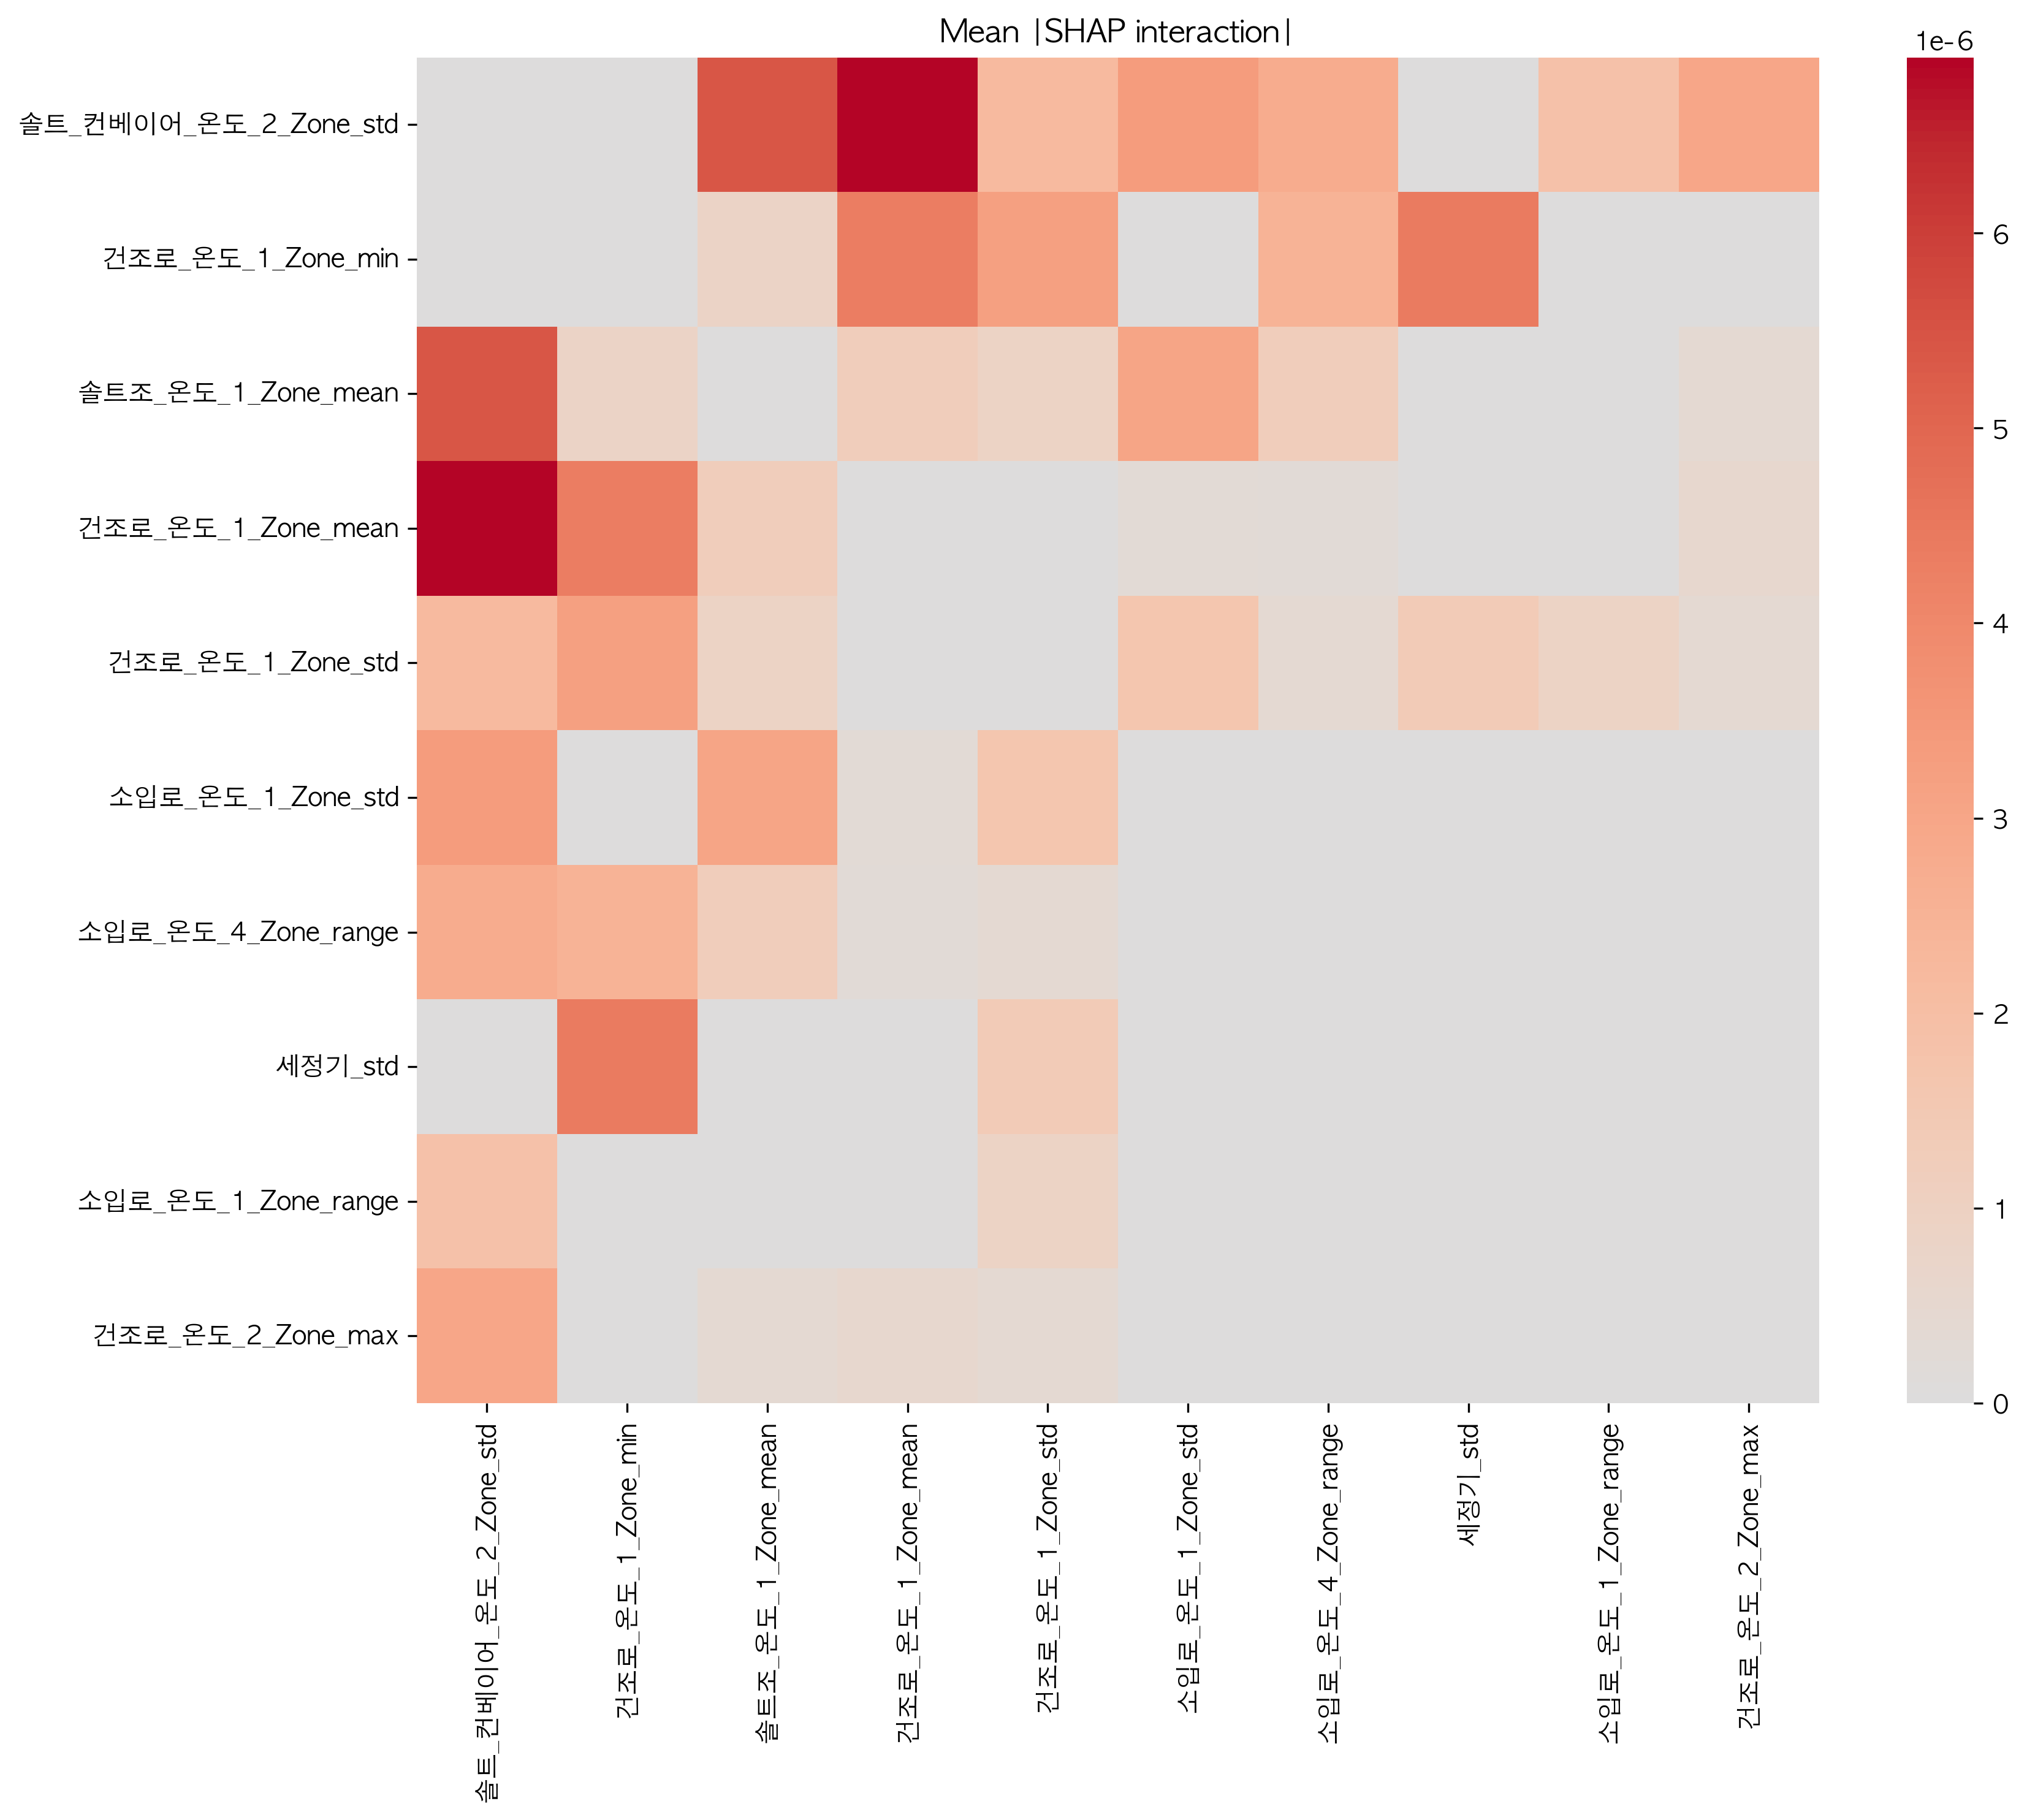 Mean |SHAP interaction|
1e-6
솔트_컨베이어_온도_2_Zone_std
건조로_온도_1_Zone_min
솔트조_온도_1_Zone_mean
건조로_온도_1_Zone_mean
건조로_온도_1_Zone_std
소입로_온도_1_Zone_std
소입로_온도_4_Zone_range
세정기_std
소입로_온도_1_Zone_range
건조로_온도_2_Zone_max
6
5
4
3
2
1
0
솔트_컨베이어_온도_2_Zone_std
건조로_온도_1_Zone_min
솔트조_온도_1_Zone_mean
건조로_온도_1_Zone_mean
건조로_온도_1_Zone_std
소입로_온도_1_Zone_std
소입로_온도_4_Zone_range
세정기_std
소입로_온도_1_Zone_range
건조로_온도_2_Zone_max